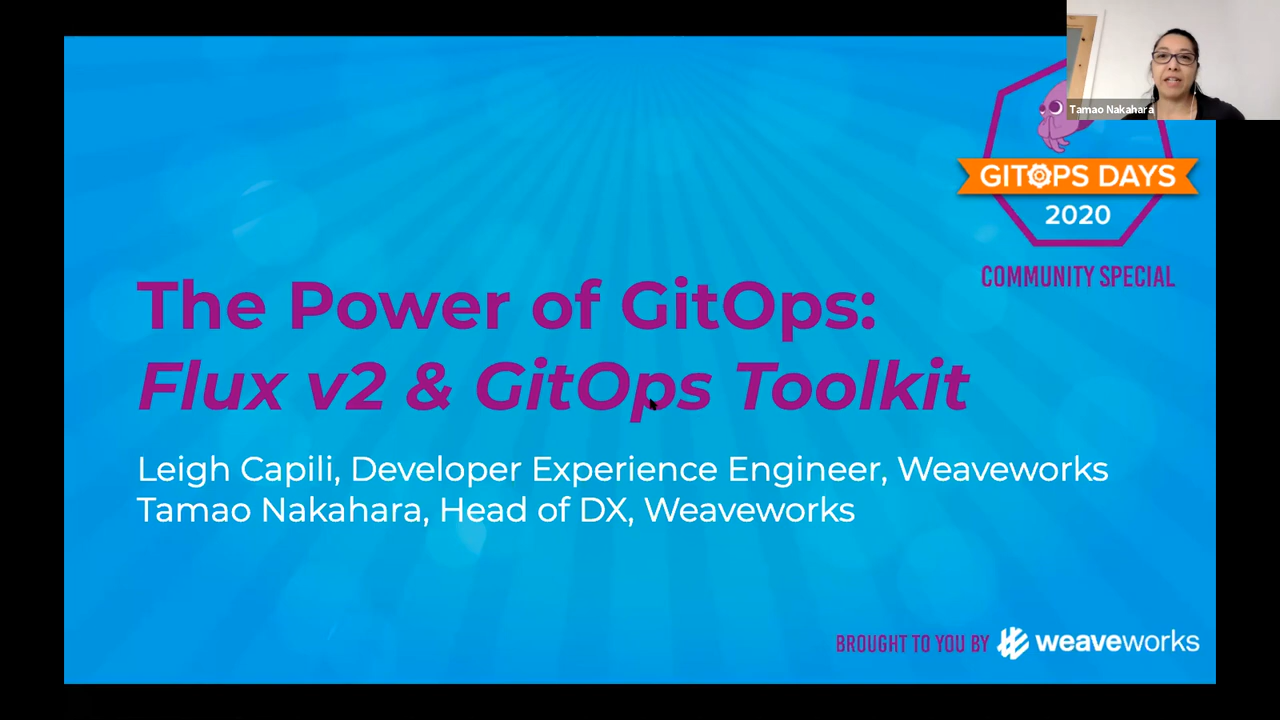 Tamao Nakahara
GITOPS DAYS
2020
COMMUNITY SPECIAL
The Power of GitOps:
Flux v2 & GitOps Toolkit
Leigh Capili, Developer Experience Engineer, Weaveworks
Tamao Nakahara, Head of DX, Weaveworks
BROUGHT TO YOU BY weaveworks